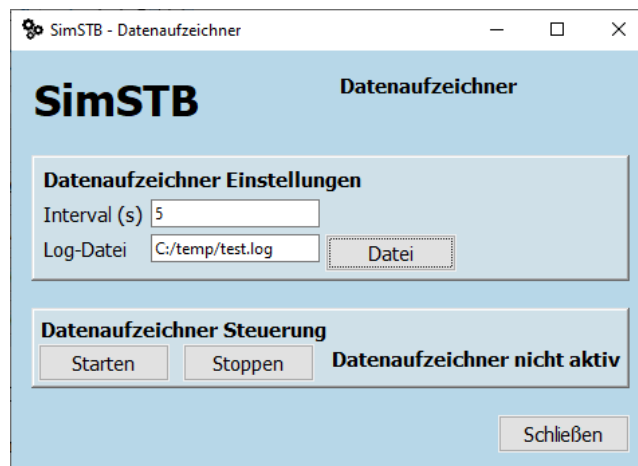 SimSTB - Datenaufzeichner
SimSTB
Datenaufzeichner
Datenaufzeichner Einstellungen
Interval (s) 5
Log-Datei C:/temp/test.log Datei
Datenaufzeichner Steuerung
Starten Stoppen Datenaufzeichner nicht aktiv
Schließen